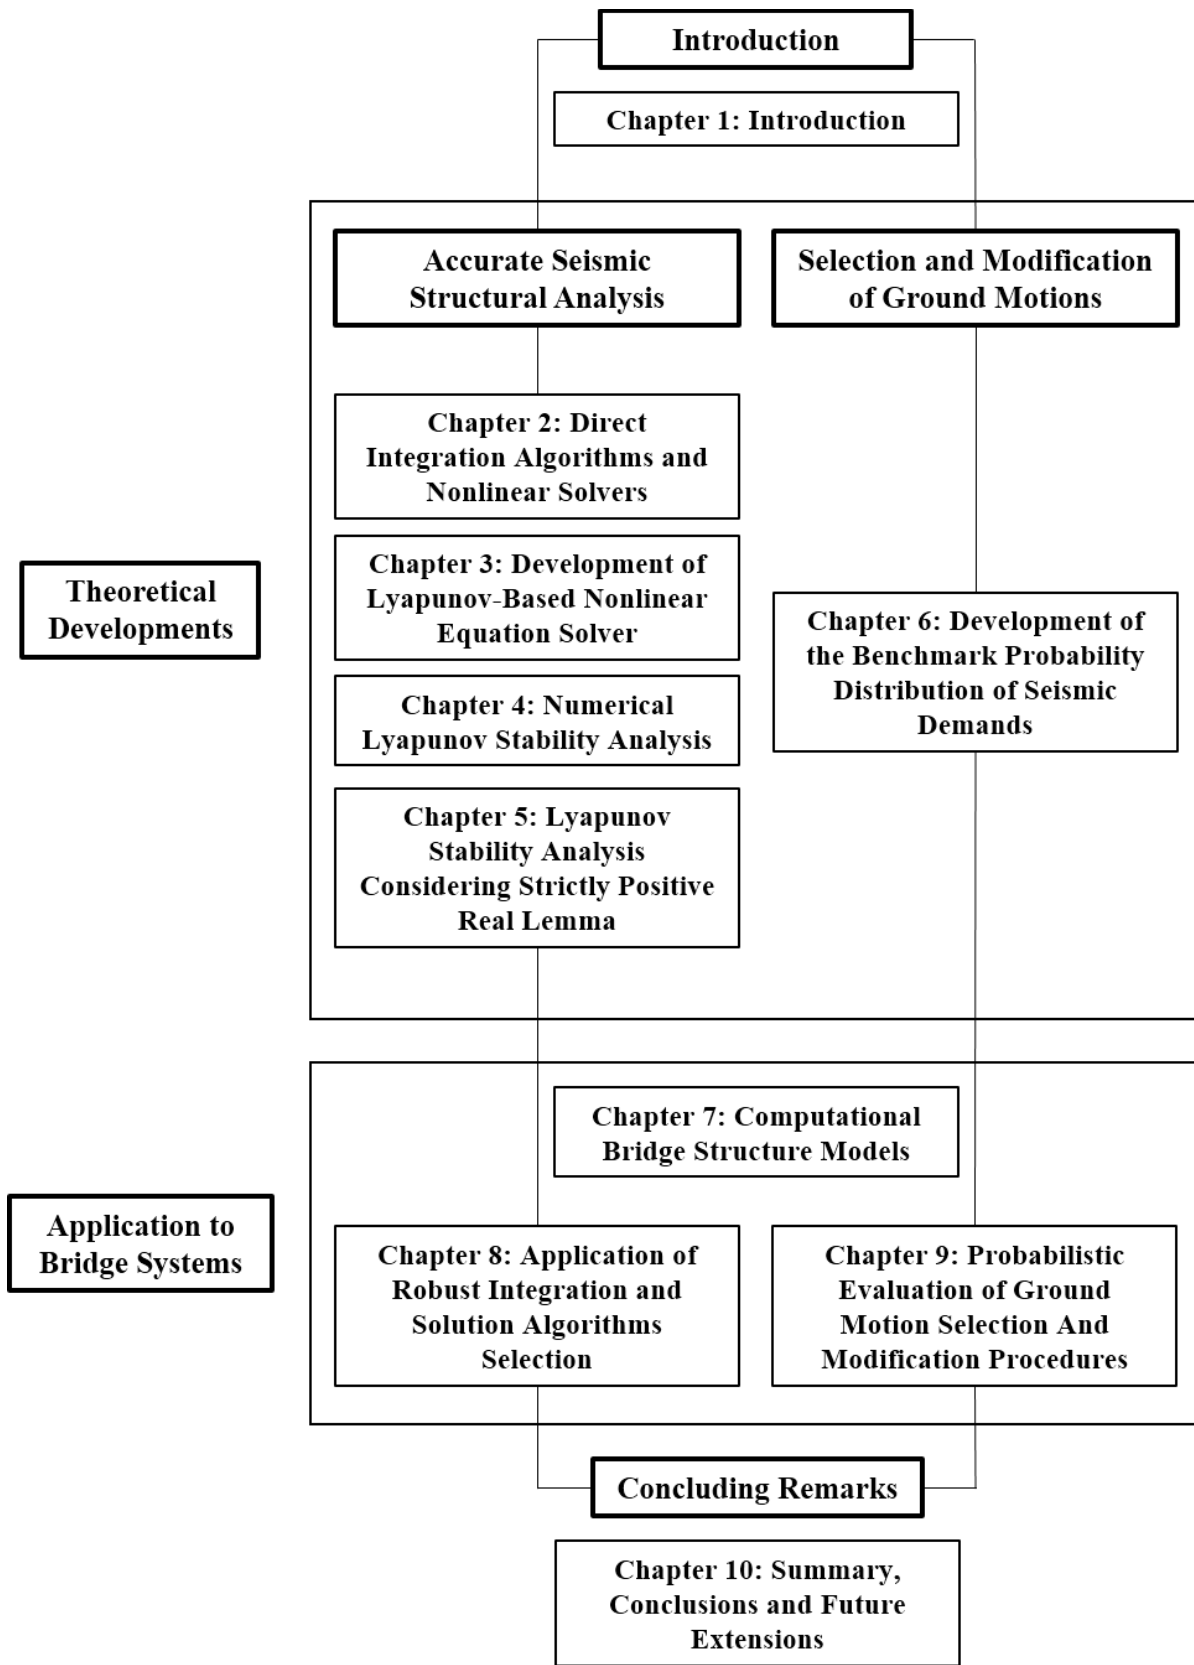 Introduction
Chapter 1: Introduction
Accurate Seismic
Structural Analysis
Selection and Modification
of Ground Motions
Chapter 2: Direct
Integration Algorithms and
Nonlinear Solvers
Chapter 3: Development of
Lyapunov-Based Nonlinear
Equation Solver
Theoretical
Developments
Chapter 6: Development of
the Benchmark Probability
Distribution of Seismic
Demands
Chapter 4: Numerical
Lyapunov Stability Analysis
Chapter 5: Lyapunov
Stability Analysis
Considering Strictly Positive
Real Lemma
Chapter 7: Computational
Bridge Structure Models
Application to
Bridge Systems
Chapter 8: Application of
Robust Integration and
Solution Algorithms
Selection
Chapter 9: Probabilistic
Evaluation of Ground
Motion Selection And
Modification Procedures
Concluding Remarks
Chapter 10: Summary,
Conclusions and Future
Extensions